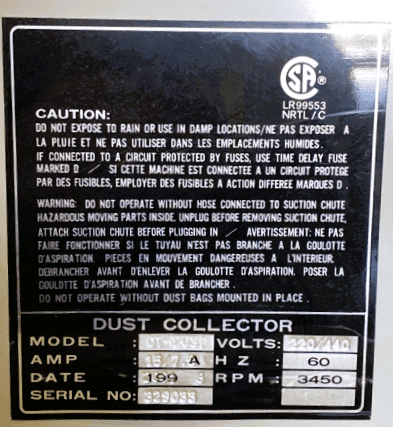 SA
LR99553
NRTL/C
CAUTION:
DO NOT EXPOSE TO RAIN OR USE IN DAMP LOCATIONS/NE PAS EXPOSER A
LA PLUIE ET NE PAS UTILISER DANS LES EMPLACEMENTS HUMIDES.
IF CONNECTED TO A CIRCUIT PROTECTED BY FUSES, USE TIME DELAY FUSE
MARKED D / SI CETTE MACHINE EST CONNECTEE A UN CIRCUIT PROTEGE
PAR DES FUSIBLES, EMPLOYER DES FUSIBLES A ACTION DIFFEREE MARQUES D.
WARNING: DO NOT OPERATE WITHOUT HOSE CONNECTED TO SUCTION CHUTE
HAZARDOUS MOVING PARTS INSIDE. UNPLUG BEFORE REMOVING SUCTION CHUTE,
ATTACH SUCTION CHUTE BEFORE PLUGGING IN / AVERTISSEMENT: NE PAS
FAIRE FONCTIONNER SI LE TUYAU N'EST PAS BRANCHE A LA GOULOTTE
D'ASPIRATION. PIECES EN MOUVEMENT DANGEREUSES A L'INTERIEUR.
DEBRANCHER AVANT D'ENLEVER LA GOULOTTE D'ASPIRATION. POSER LA
GOULOTTE D'ASPIRATION AVANT DE BRANCHER.
DO NOT OPERATE WITHOUT DUST BAGS MOUNTED IN PLACE.
DUST COLLECTOR
MODEL : VOLTS: 220/440
AMP : A HZ : 60
DATE : 199 RPM: 3450
SERIAL NO: 329033